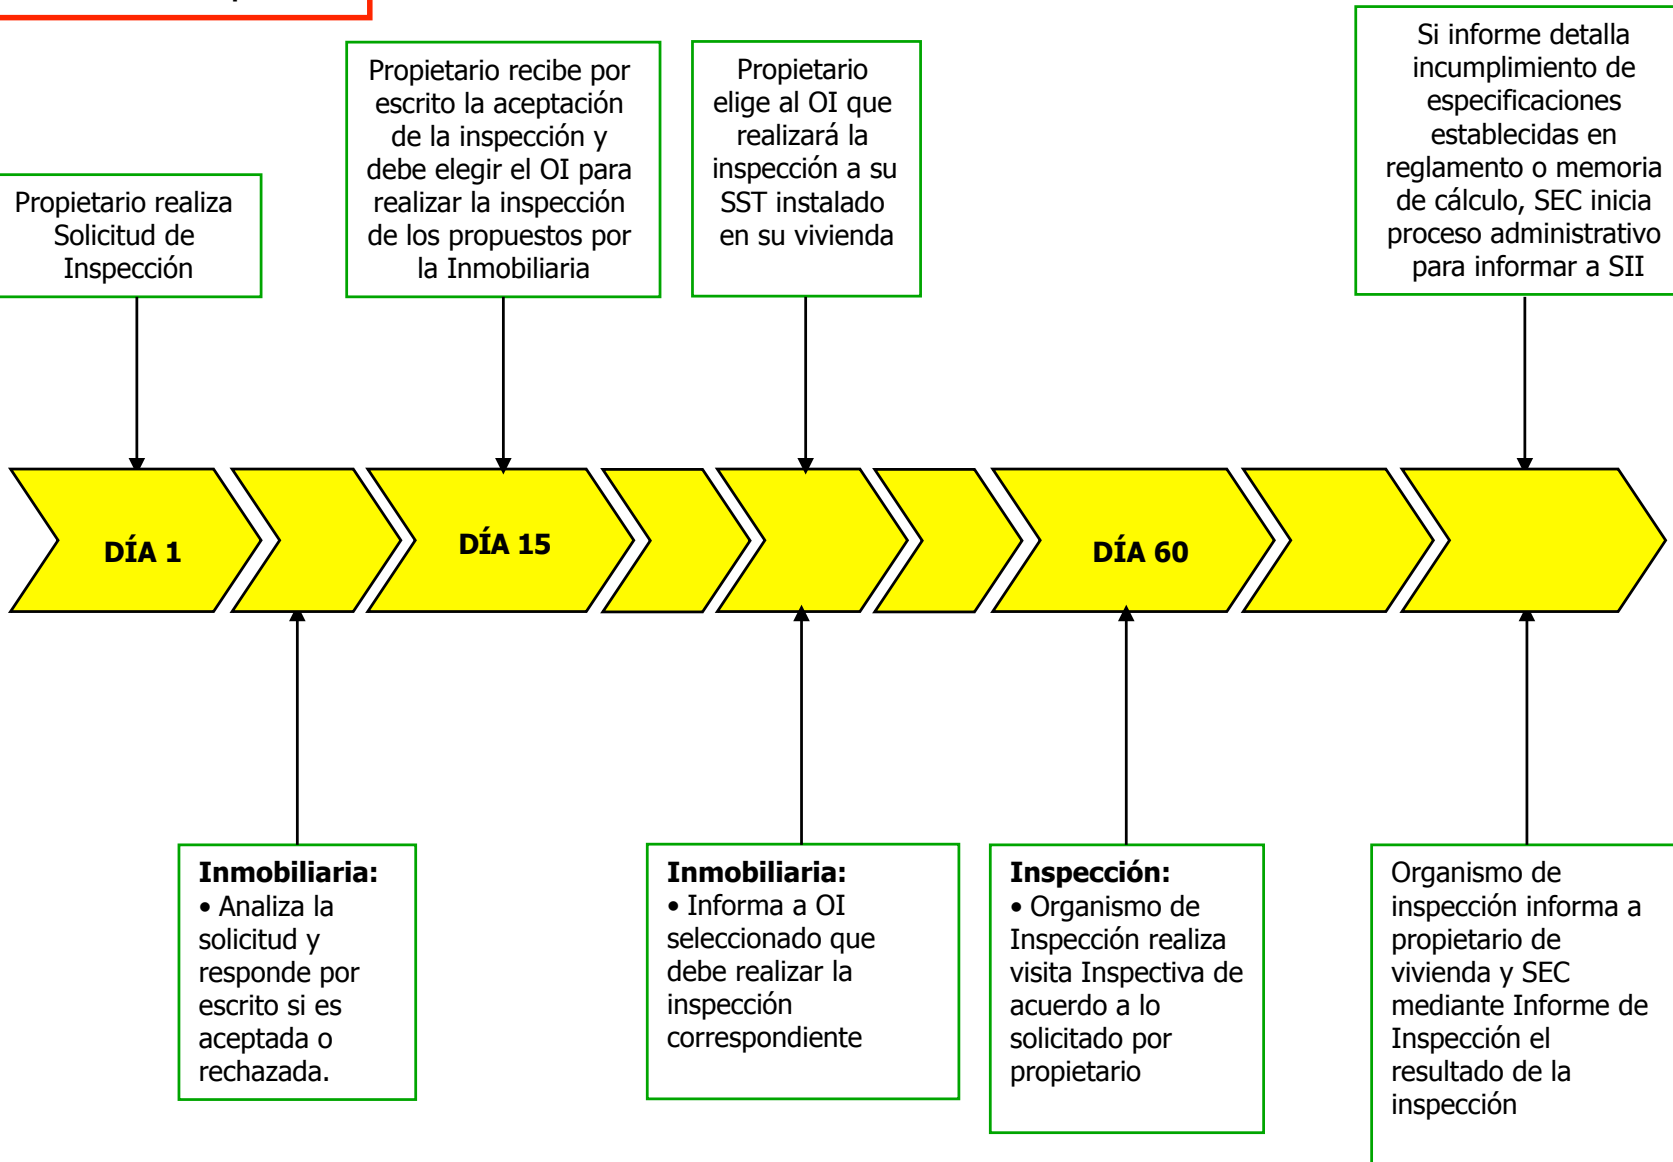 Propietario realiza
Solicitud de
Inspección
Propietario recibe por
escrito la aceptación
de la inspección y
debe elegir el OI para
realizar la inspección
de los propuestos por
la Inmobiliaria
Propietario
elige al OI que
realizará la
inspección a su
SST instalado
en su vivienda
Si informe detalla
incumplimiento de
especificaciones
establecidas en
reglamento o memoria
de cálculo, SEC inicia
proceso administrativo
para informar a SII
DÍA 1
DÍA 15
DÍA 60
Inmobiliaria:
• Analiza la
solicitud y
responde por
escrito si es
aceptada o
rechazada.
Inmobiliaria:
• Informa a OI
seleccionado que
debe realizar la
inspección
correspondiente
Inspección:
• Organismo de
Inspección realiza
visita Inspectiva de
acuerdo a lo
solicitado por
propietario
Organismo de
inspección informa a
propietario de
vivienda y SEC
mediante Informe de
Inspección el
resultado de la
inspección